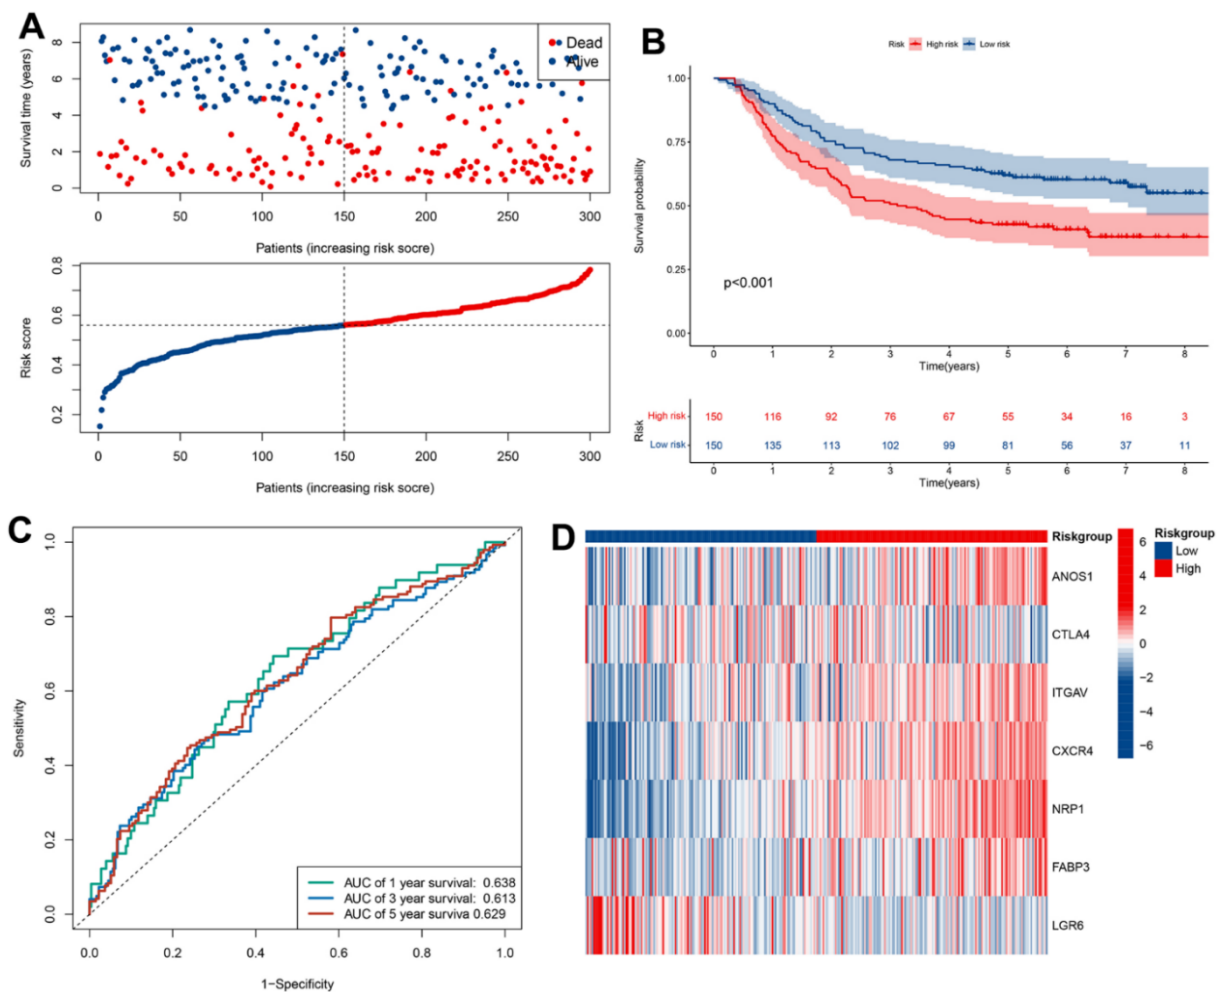 A
Survival time (years)
8
6
4
2
0
Dead
Alive
0 50 100 150 200 250 300
Patients (increasing risk socre)
Risk score
0.8
0.6
0.4
0.2
0 50 100 150 200 250 300
Patients (increasing risk socre)
B
Risk High risk Low risk
Survival probability
1.00
0.75
0.50
0.25
0.00
p<0.001
0 1 2 3 4 5 6 7 8
Time(years)
Risk
High risk 150 116 92 76 67 55 34 16 3
Low risk 150 135 113 102 99 81 56 37 11
0 1 2 3 4 5 6 7 8
Time(years)
C
Sensitivity
1.0
0.8
0.6
0.4
0.2
0.0
AUC of 1 year survival: 0.638
AUC of 3 year survival: 0.613
AUC of 5 year surviva 0.629
0.0 0.2 0.4 0.6 0.8 1.0
1−Specificity
D
Riskgroup
ANOS1
CTLA4
ITGAV
CXCR4
NRP1
FABP3
LGR6
6
4
2
0
−2
−4
−6
Riskgroup
Low
High